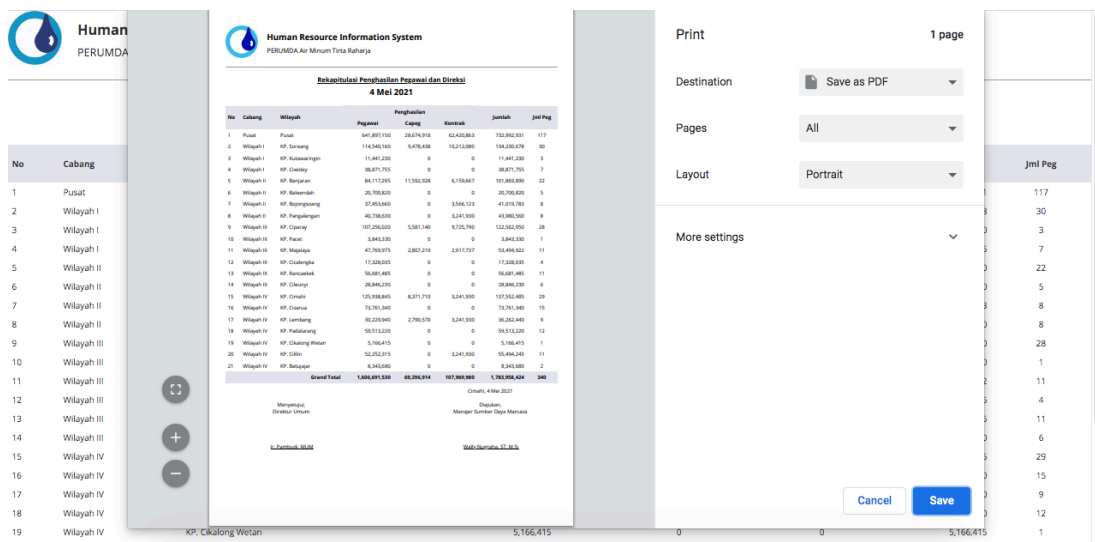 Human
PERUMDA
No Cabang Jml Peg
1 Pusat 117
2 Wilayah I 30
3 Wilayah I 3
4 Wilayah I 7
5 Wilayah II 22
6 Wilayah II 5
7 Wilayah II 8
8 Wilayah II 8
9 Wilayah III 28
10 Wilayah III 1
11 Wilayah III 11
12 Wilayah III 4
13 Wilayah III 11
14 Wilayah III 6
15 Wilayah IV 29
16 Wilayah IV 15
17 Wilayah IV 9
18 Wilayah IV 12
19 Wilayah IV KP. Cikalong Wetan 5,166,415 0 0 5,166,415 1
Human Resource Information System
PERUMDA Air Minum Tirta Raharja
Rekapitulasi Penghasilan Pegawai dan Direksi
4 Mei 2021
Penghasilan
No Cabang Wilayah Jumlah Jml Peg
Pegawai Capeg Kontrak
1 Pusat Pusat 641,897,150 28,674,918 62,420,863 732,992,931 117
2 Wilayah I KP. Soreang 114,540,160 9,478,438 10,212,080 134,230,678 30
3 Wilayah I KP. Kutawaringin 11,441,230 0 0 11,441,230 3
4 Wilayah I KP. Ciwidey 38,871,755 0 0 38,871,755 7
5 Wilayah II KP. Banjaran 84,117,295 11,592,928 6,159,667 101,869,890 22
6 Wilayah II KP. Baleendah 20,700,820 0 0 20,700,820 5
7 Wilayah II KP. Bojongsoang 37,453,660 0 3,566,123 41,019,783 8
8 Wilayah II KP. Pangalengan 40,738,630 0 3,241,930 43,980,560 8
9 Wilayah III KP. Ciparay 107,256,020 5,581,140 9,725,790 122,562,950 28
10 Wilayah III KP. Pacet 3,843,330 0 0 3,843,330 1
11 Wilayah III KP. Majalaya 47,769,975 2,807,210 2,917,737 53,494,922 11
12 Wilayah III KP. Cicalengka 17,328,035 0 0 17,328,035 4
13 Wilayah III KP. Rancaekek 56,681,485 0 0 56,681,485 11
14 Wilayah III KP. Cileunyi 28,846,230 0 0 28,846,230 6
15 Wilayah IV KP. Cimahi 125,938,845 8,371,710 3,241,930 137,552,485 29
16 Wilayah IV KP. Cisarua 73,761,340 0 0 73,761,340 15
17 Wilayah IV KP. Lembang 30,229,940 2,790,570 3,241,930 36,262,440 9
18 Wilayah IV KP. Padalarang 59,513,220 0 0 59,513,220 12
19 Wilayah IV KP. Cikalong Wetan 5,166,415 0 0 5,166,415 1
20 Wilayah IV KP. Cililin 52,252,315 0 3,241,930 55,494,245 11
21 Wilayah IV KP. Batujajar 8,343,680 0 0 8,343,680 2
Grand Total 1,606,691,530 69,296,914 107,969,980 1,783,958,424 340
Cimahi, 4 Mei 2021
Menyetujui, Diajukan,
Direktur Umum Manajer Sumber Daya Manusia
Ir. Pambudi, MUM Wally Nugraha, ST, M.Si
Print 1 page
Destination Save as PDF
Pages All
Layout Portrait
More settings
Cancel Save